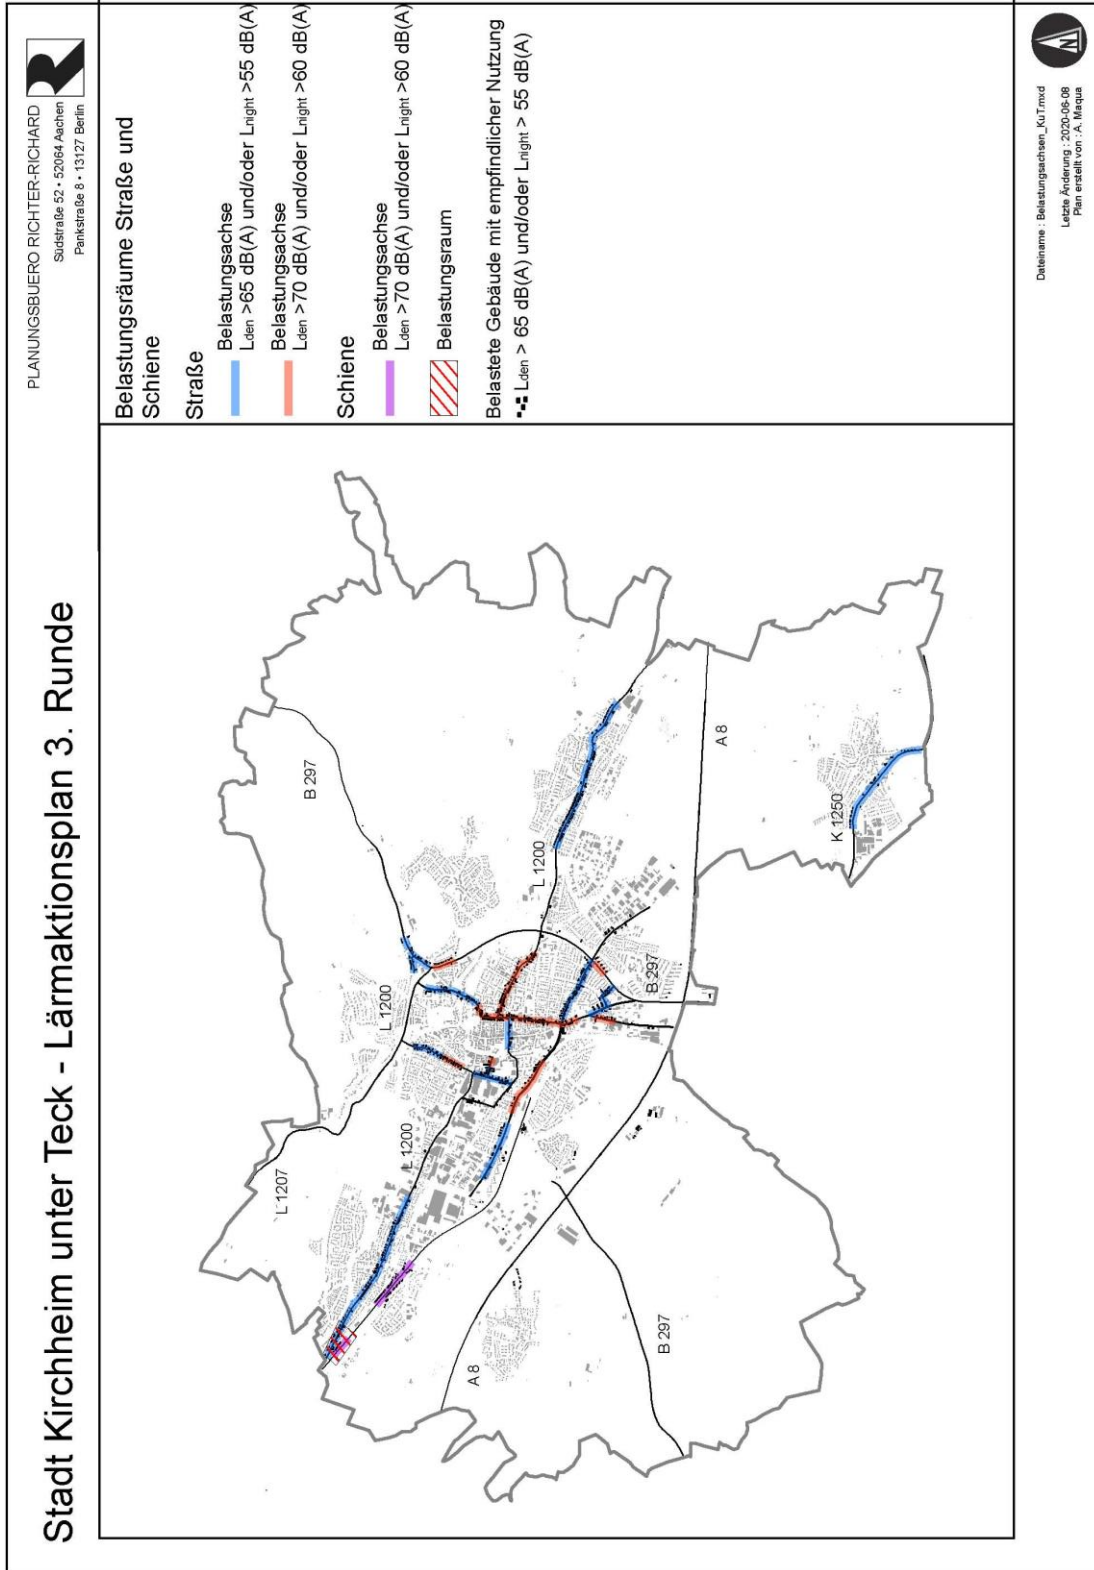 Stadt Kirchheim unter Teck - Lärmaktionsplan 3. Runde
PLANUNGSBUERO RICHTER-RICHARD
Südstraße 52 • 52064 Aachen
Pankstraße 8 • 13127 Berlin
L 1207
B 297
L 1200
L 1200
L 1200
A 8
B 297
B 297
A 8
K 1250
Belastungsräume Straße und
Schiene
Straße
Belastungsachse
Lden >65 dB(A) und/oder Lnight >55 dB(A)
Belastungsachse
Lden >70 dB(A) und/oder Lnight >60 dB(A)
Schiene
Belastungsachse
Lden >70 dB(A) und/oder Lnight >60 dB(A)
Belastungsraum
Belastete Gebäude mit empfindlicher Nutzung
Lden > 65 dB(A) und/oder Lnight > 55 dB(A)
N
Dateiname : Belastungsachsen_KuT.mxd
Letzte Änderung : 2020-06-08
Plan erstellt von : A. Maqua